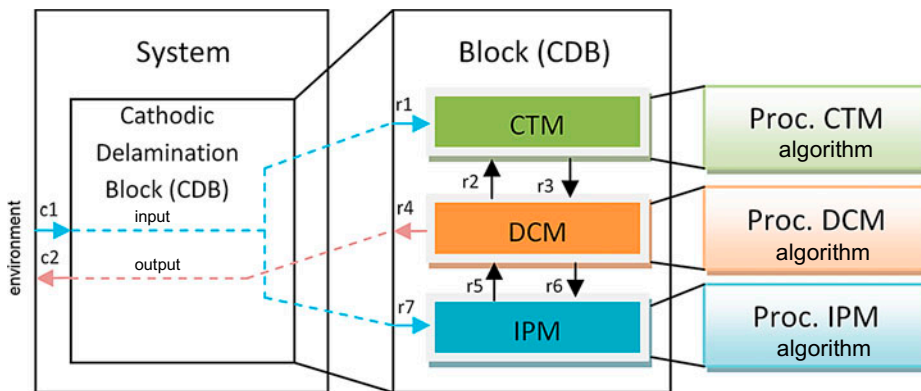 System
Block (CDB)
Cathodic
Delamination
Block (CDB)
environment
c1
input
c2
output
r1
CTM
r2
r3
r4
DCM
r5
r6
r7
IPM
Proc. CTM
algorithm
Proc. DCM
algorithm
Proc. IPM
algorithm